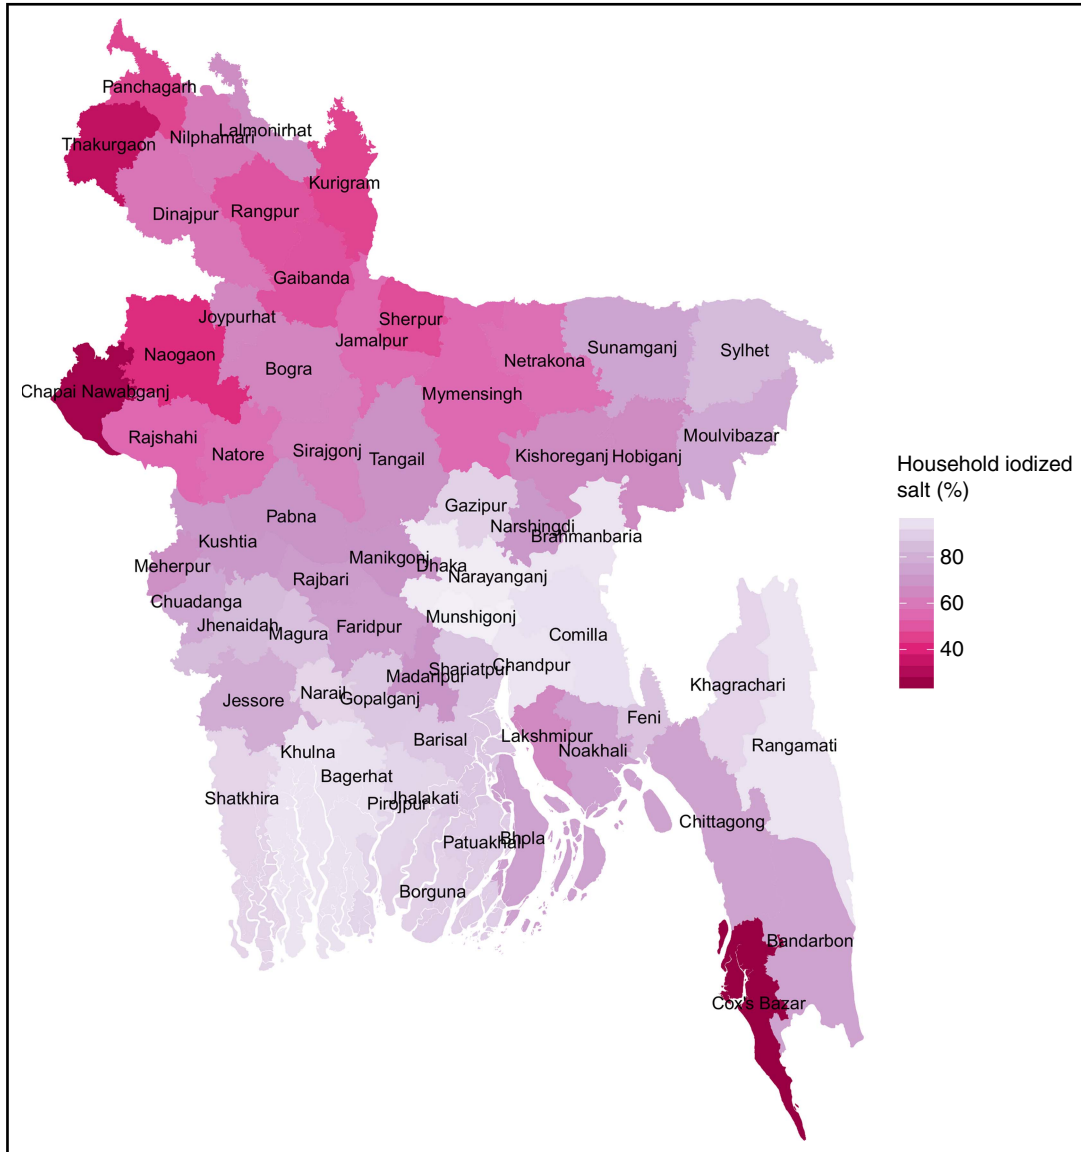 Panchagarh
Lalmonirhat
Nilphamari
Thakurgaon
Kurigram
Rangpur
Dinajpur
Gaibanda
Joypurhat
Sherpur
Jamalpur
Sunamganj
Sylhet
Naogaon
Netrakona
Bogra
Chapai Nawabganj
Mymensingh
Rajshahi
Moulvibazar
Natore
Sirajgonj
Tangail
Kishoreganj
Hobiganj
Household iodized
salt (%)
80
60
40
Gazipur
Pabna
Narshingdi
Brahmanbaria
Kushtia
Manikgonj
Meherpur
Dhaka
Narayanganj
Rajbari
Chuadanga
Munshigonj
Jhenaidah
Magura
Faridpur
Comilla
Shariatpur
Chandpur
Madaripur
Khagrachari
Narail
Gopalganj
Jessore
Feni
Barisal
Lakshmipur
Noakhali
Rangamati
Khulna
Bagerhat
Shatkhira
Pirojpur
Jhalakati
Chittagong
Patuakhali
Bhola
Borguna
Bandarbon
Cox's Bazar